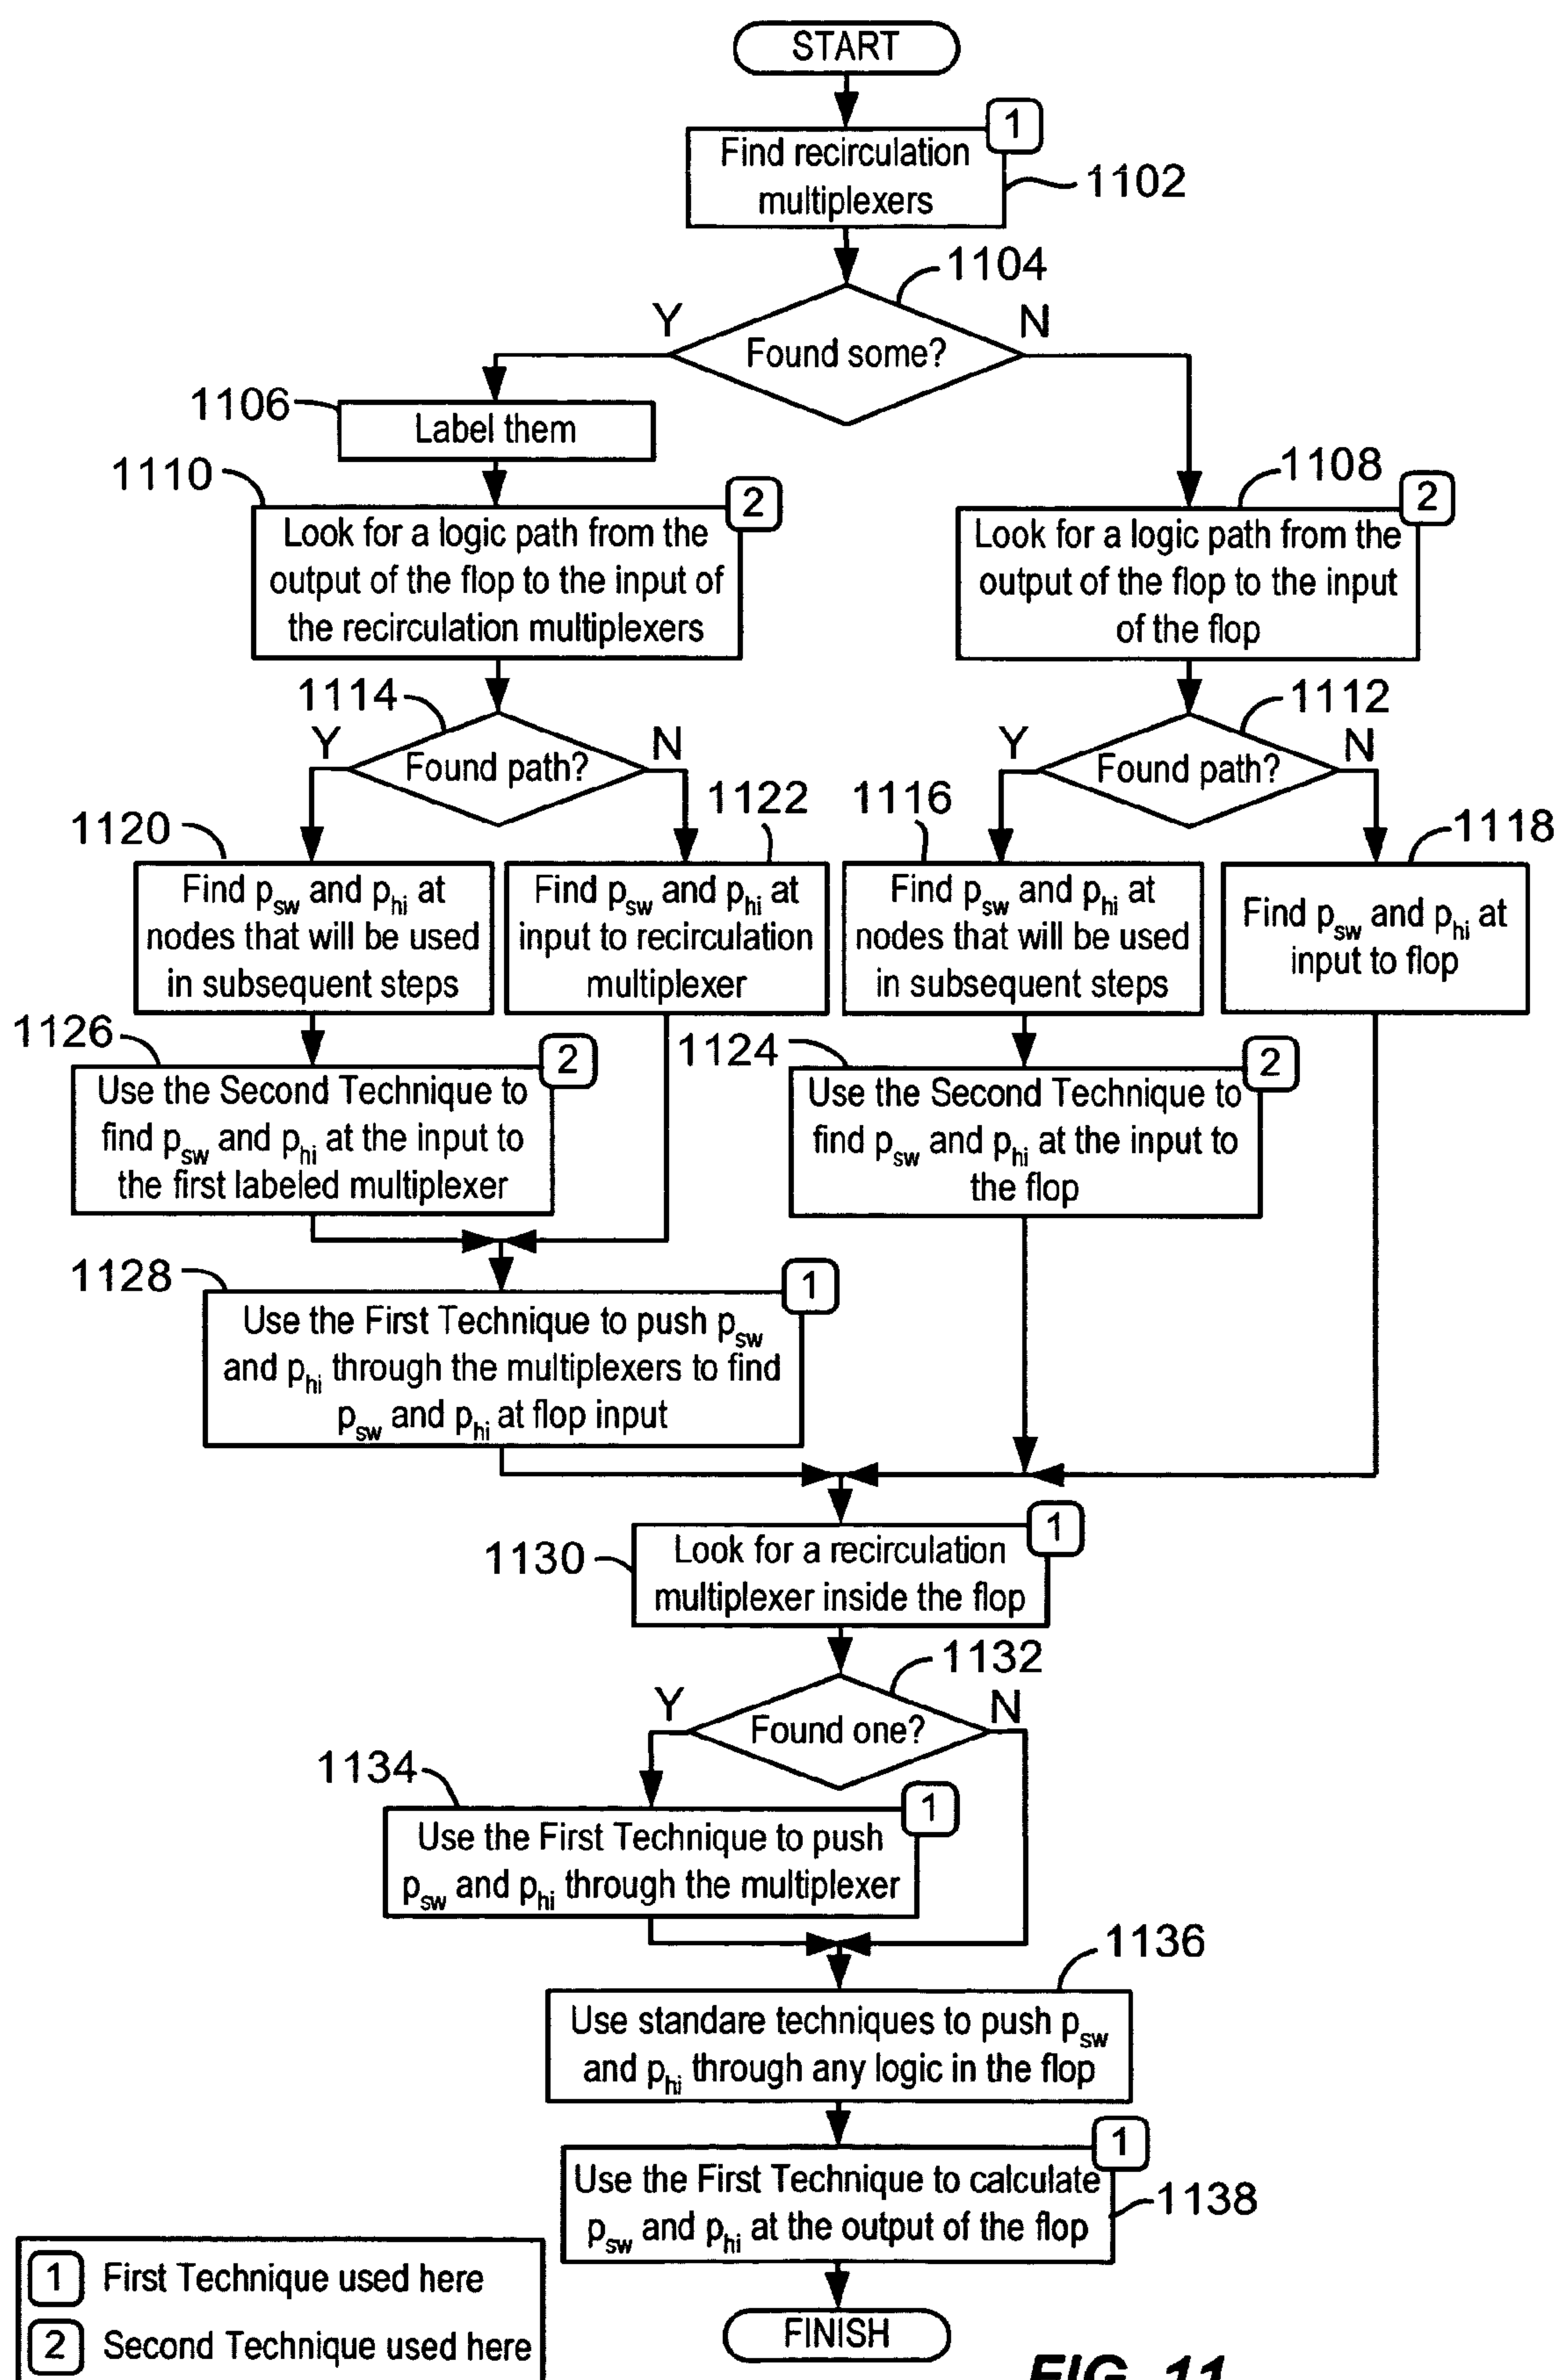 START
1
Find recirculation
multiplexers
1102
1104
Y
N
Found some?
1106
Label them
1110
2
Look for a logic path from the
output of the flop to the input of
the recirculation multiplexers
1108
2
Look for a logic path from the
output of the flop to the input
of the flop
1114
Y
N
Found path?
1112
Y
N
Found path?
1120
Find psw and phi at
nodes that will be used
in subsequent steps
1122
Find psw and phi at
input to recirculation
multiplexer
1116
Find psw and phi at
nodes that will be used
in subsequent steps
1118
Find psw and phi at
input to flop
1126
2
Use the Second Technique to
find psw and phi at the input to
the first labeled multiplexer
1124
2
Use the Second Technique to
find psw and phi at the input to
the flop
1128
1
Use the First Technique to push psw
and phi through the multiplexers to find
psw and phi at flop input
1130
1
Look for a recirculation
multiplexer inside the flop
1132
Y
N
Found one?
1134
1
Use the First Technique to push
psw and phi through the multiplexer
1136
Use standare techniques to push psw
and phi through any logic in the flop
1
Use the First Technique to calculate
psw and phi at the output of the flop
1138
FINISH
1 First Technique used here
2 Second Technique used here
FIG. 11